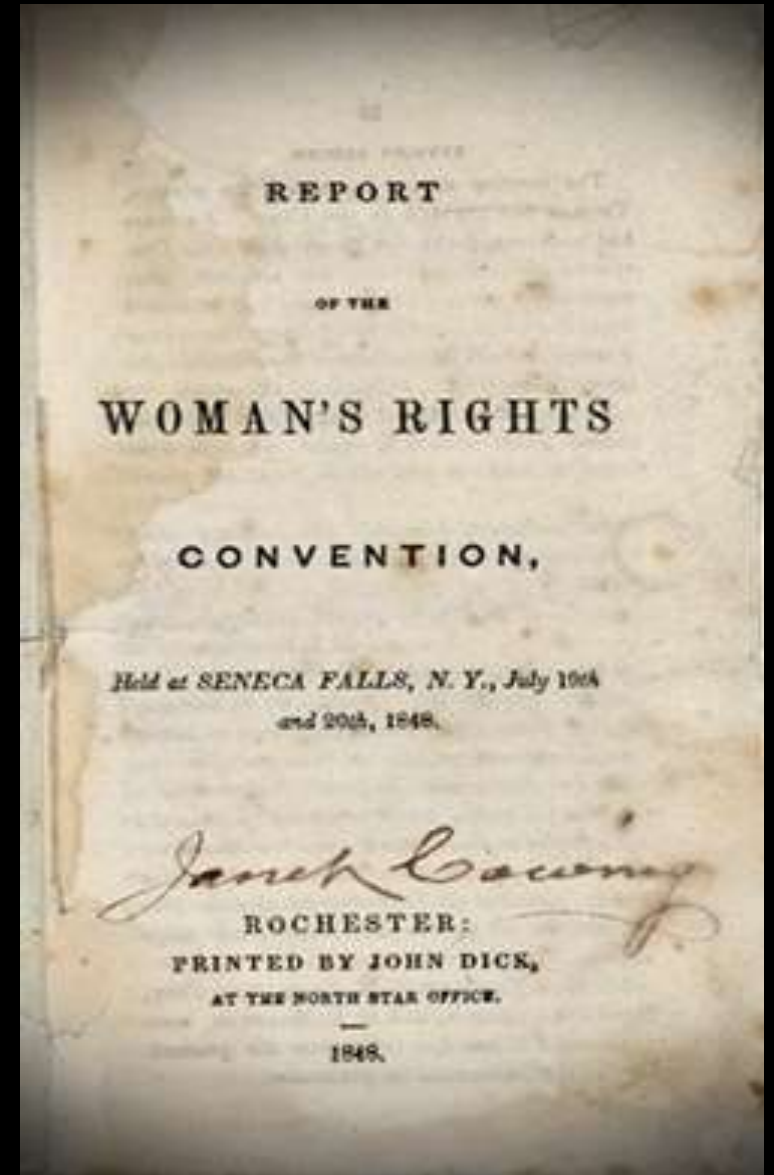 REPORT
OF THE
WOMAN'S RIGHTS
CONVENTION,
Held at SENECA FALLS, N. Y., July 19th
and 20th, 1848.
Cowing
ROCHESTER:
PRINTED BY JOHN DICK,
AT THE NORTH STAR OFFICE.
1848.